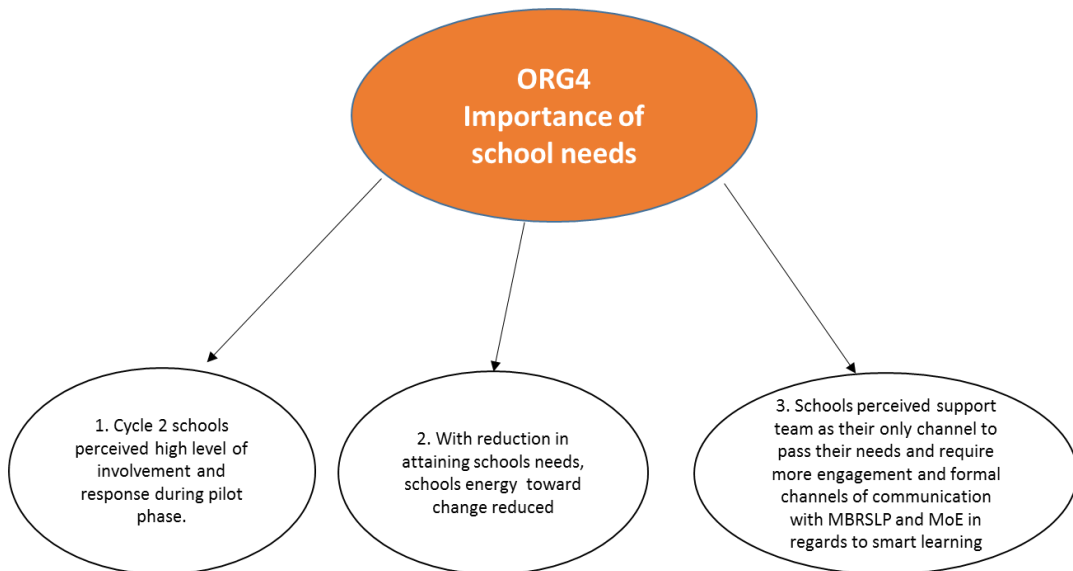 ORG4
Importance of
school needs
1. Cycle 2 schools
perceived high level of
involvement and
response during pilot
phase.
2. With reduction in
attaining schools needs,
schools energy toward
change reduced
3. Schools perceived support
team as their only channel to
pass their needs and require
more engagement and formal
channels of communication
with MBRSLP and MoE in
regards to smart learning